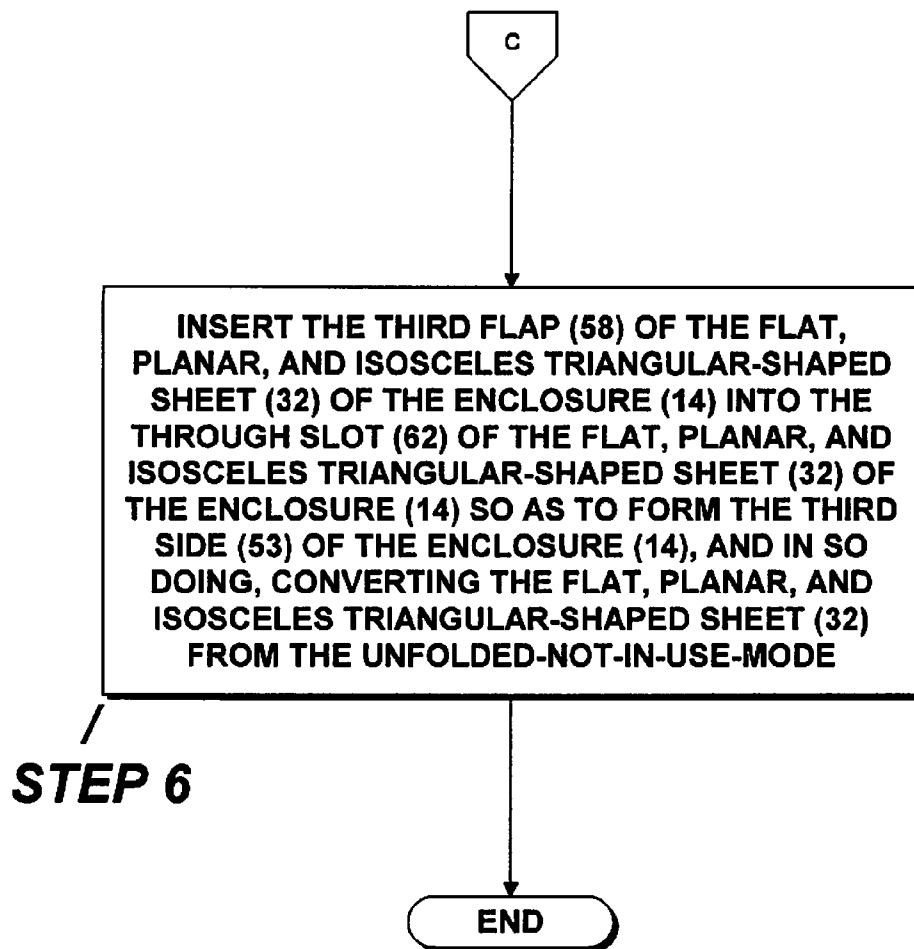 C
INSERT THE THIRD FLAP (58) OF THE FLAT,
PLANAR, AND ISOSCELES TRIANGULAR-SHAPED
SHEET (32) OF THE ENCLOSURE (14) INTO THE
THROUGH SLOT (62) OF THE FLAT, PLANAR, AND
ISOSCELES TRIANGULAR-SHAPED SHEET (32) OF
THE ENCLOSURE (14) SO AS TO FORM THE THIRD
SIDE (53) OF THE ENCLOSURE (14), AND IN SO
DOING, CONVERTING THE FLAT, PLANAR, AND
ISOSCELES TRIANGULAR-SHAPED SHEET (32)
FROM THE UNFOLDED-NOT-IN-USE-MODE
STEP 6
END